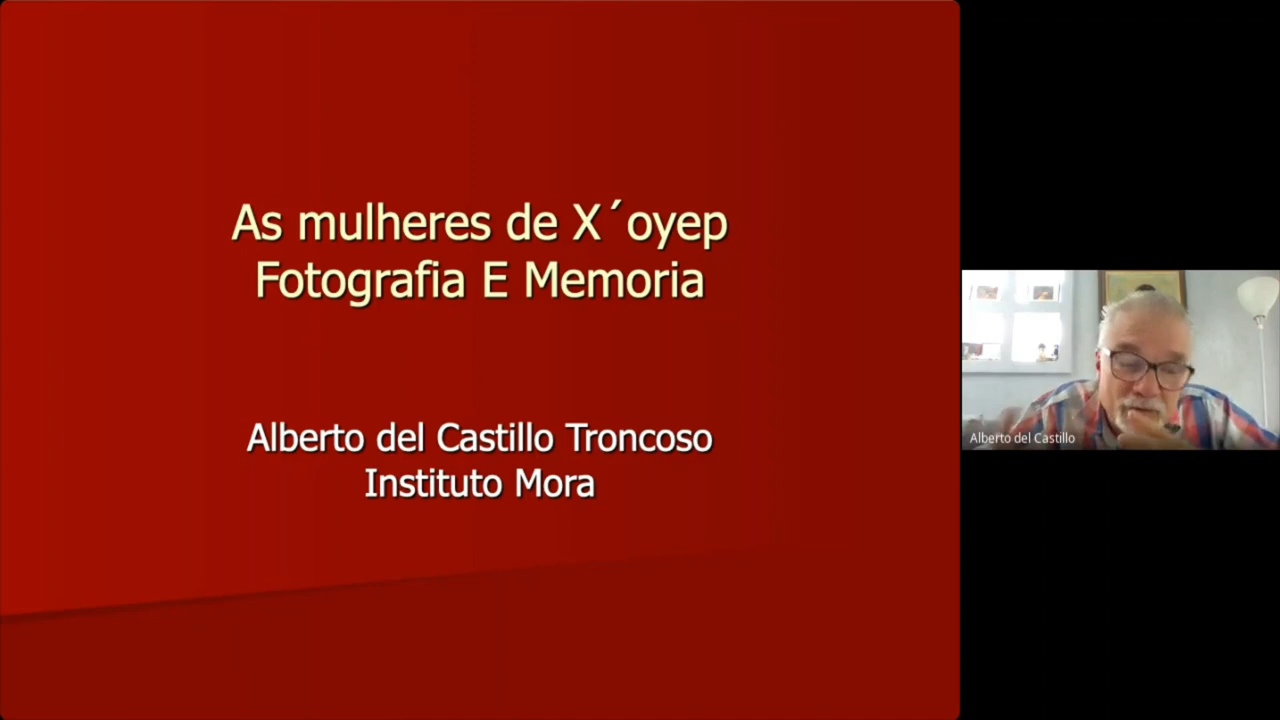 As mulheres de X´oyep
Fotografia E Memoria
Alberto del Castillo Troncoso
Instituto Mora
Alberto del Castillo